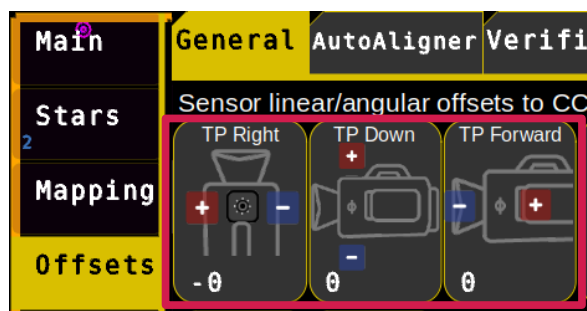 Main
General AutoAligner Verifi
Sensor linear/angular offsets to CC
Stars
2
TP Right TP Down TP Forward
+
Mapping
+ - ϕ - ϕ +
Offsets
-
-0 0 0